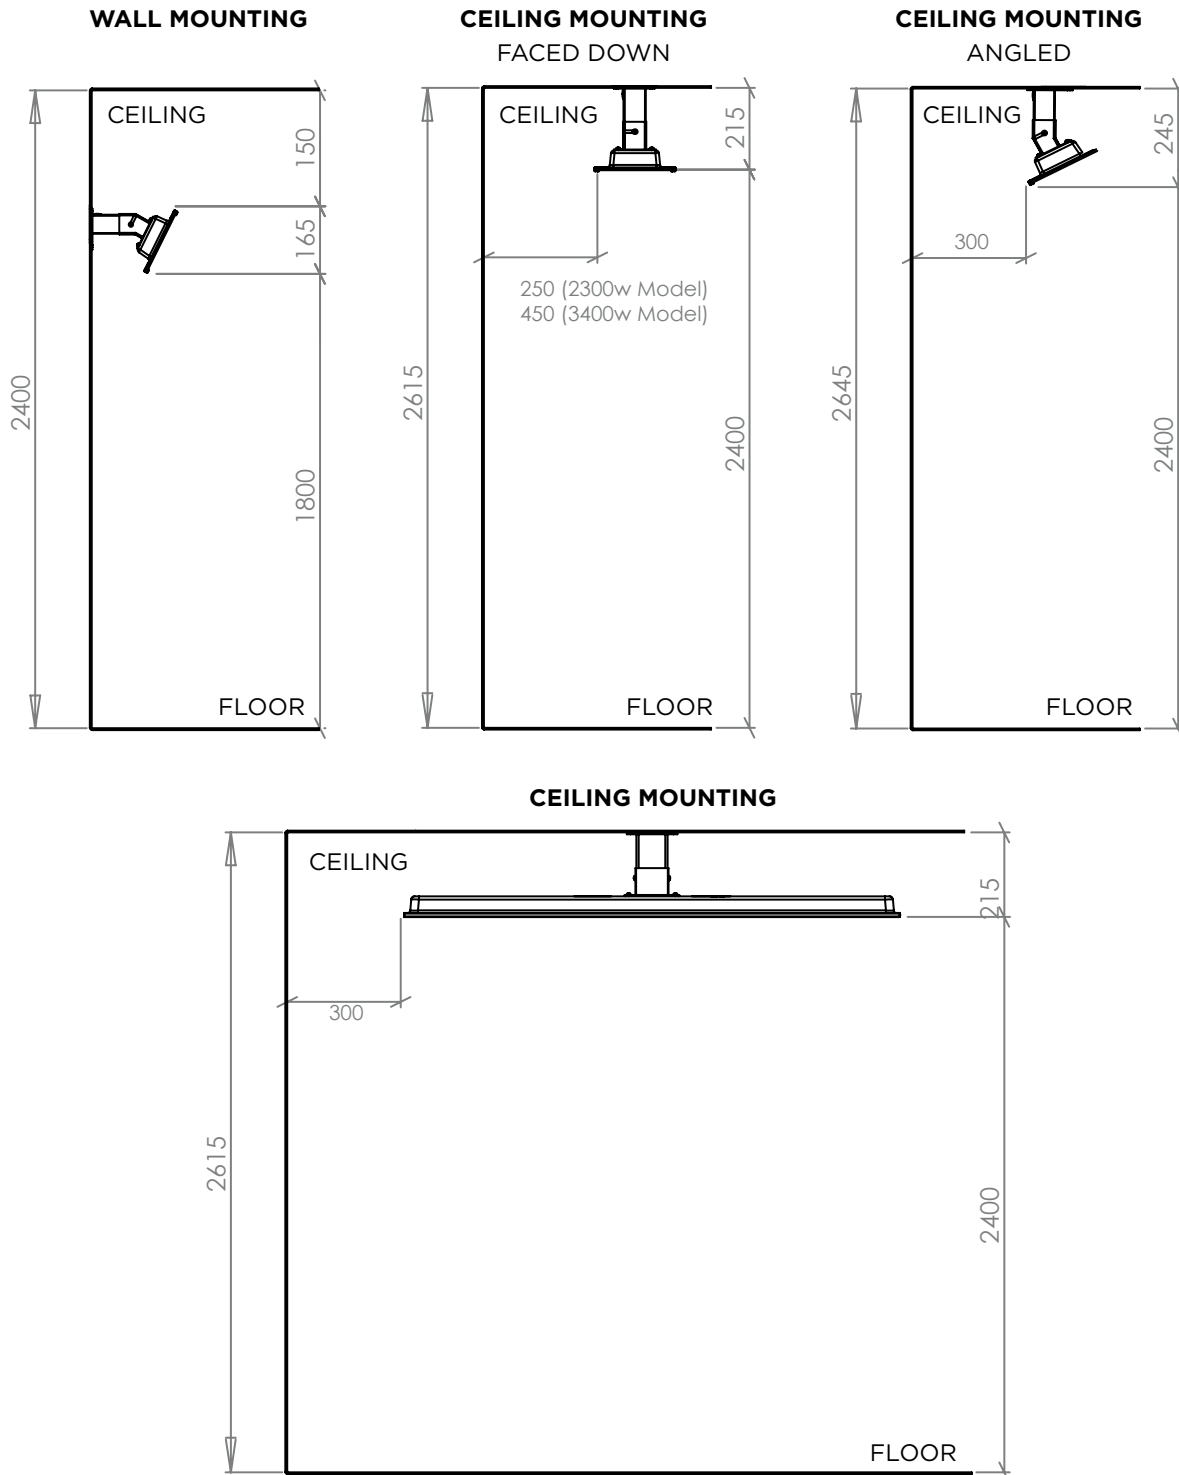 WALL MOUNTING
CEILING
150
165
2400
1800
FLOOR
CEILING MOUNTING
FACED DOWN
CEILING
215
250 (2300w Model)
450 (3400w Model)
2615
2400
FLOOR
CEILING MOUNTING
ANGLED
CEILING
245
300
2645
2400
FLOOR
CEILING MOUNTING
CEILING
215
300
2615
2400
FLOOR